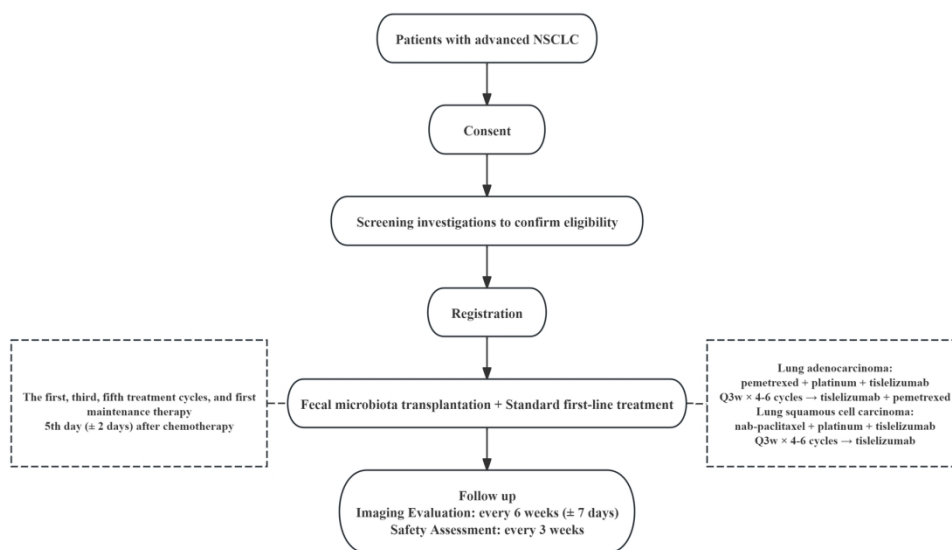 Patients with advanced NSCLC
Consent
Screening investigations to confirm eligibility
Registration
The first, third, fifth treatment cycles, and first
maintenance therapy
5th day (± 2 days) after chemotherapy
Fecal microbiota transplantation + Standard first-line treatment
Lung adenocarcinoma:
pemetrexed + platinum + tislelizumab
Q3w × 4-6 cycles → tislelizumab + pemetrexed
Lung squamous cell carcinoma:
nab-paclitaxel + platinum + tislelizumab
Q3w × 4-6 cycles → tislelizumab
Follow up
Imaging Evaluation: every 6 weeks (± 7 days)
Safety Assessment: every 3 weeks